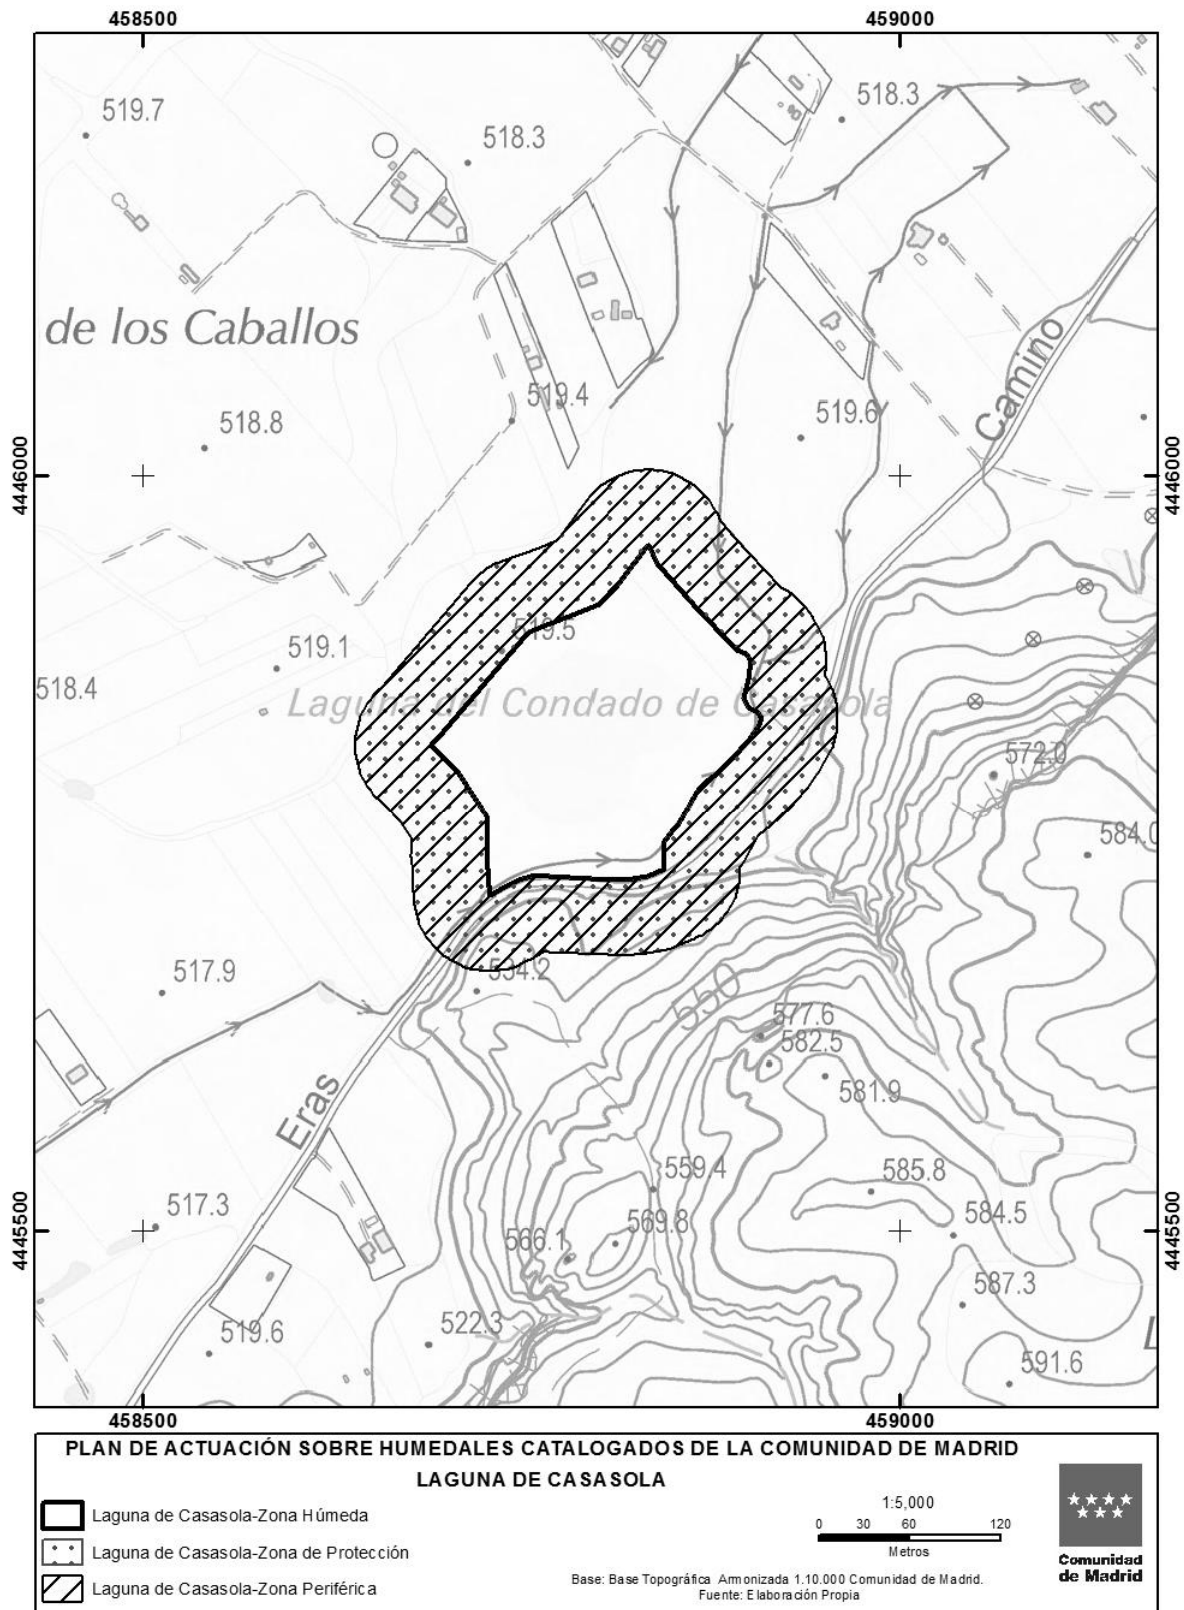 458500
459000
519.7
518.3
518.3
de los Caballos
Camino
519.4
519.6
518.8
4446000
4446000
519.5
519.1
518.4
Laguna del Condado de Casasola
572.0
584.0
517.9
534.2
550
577.6
582.5
581.9
Eras
559.4
585.8
517.3
569.8
584.5
566.1
4445500
4445500
587.3
522.3
519.6
591.6
L
458500
459000
PLAN DE ACTUACIÓN SOBRE HUMEDALES CATALOGADOS DE LA COMUNIDAD DE MADRID
LAGUNA DE CASASOLA
Laguna de Casasola-Zona Húmeda
Laguna de Casasola-Zona de Protección
Laguna de Casasola-Zona Periférica
1:5,000
0 30 60 120
Metros
Base: Base Topográfica Armonizada 1.10.000 Comunidad de Madrid.
Fuente: Elaboración Propia
Comunidad
de Madrid